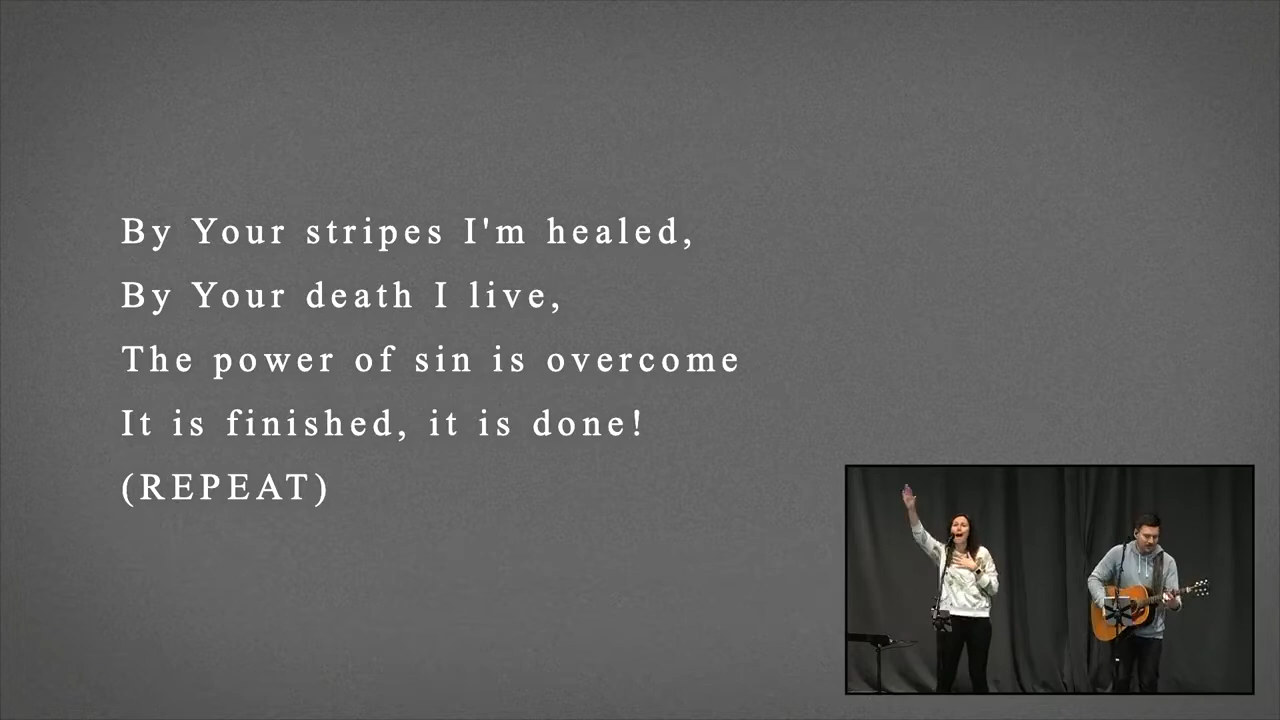 By Your stripes I'm healed,
By Your death I live,
The power of sin is overcome
It is finished, it is done!
(REPEAT)